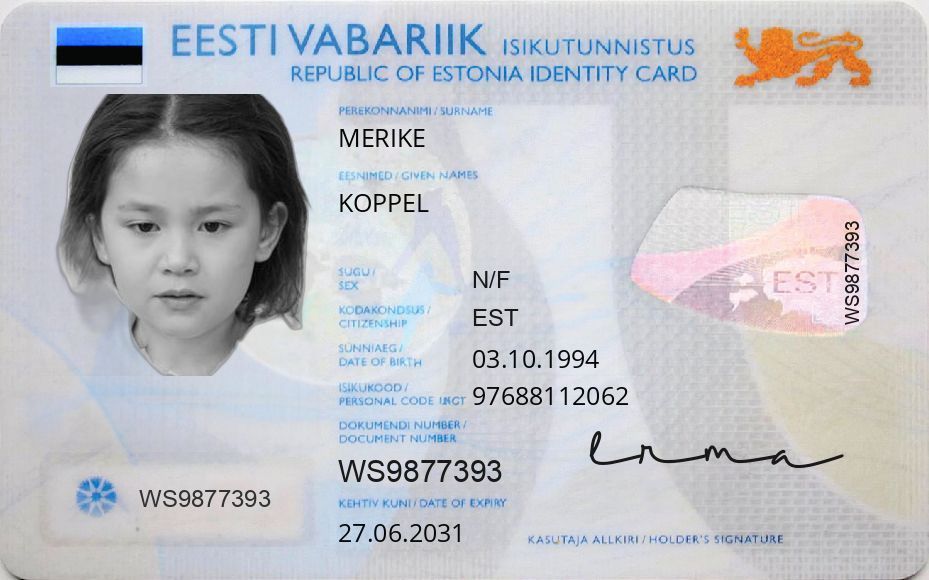 EESTI VABARIIK ISIKUTUNNISTUS
REPUBLIC OF ESTONIA IDENTITY CARD
PEREKONNANIMI / SURNAME
MERIKE
EESNIMED / GIVEN NAMES
KOPPEL
SUGU /
SEX
N/F
KODAKONDSUS /
CITIZENSHIP
EST
SÜNNIAEG /
DATE OF BIRTH
03.10.1994
ISIKUKOOD /
PERSONAL CODE
97688112062
DOKUMENDI NUMBER /
DOCUMENT NUMBER
WS9877393
KEHTIV KUNI / DATE OF EXPIRY
27.06.2031
WS9877393
EST
WS9877393
erma
KASUTAJA ALLKIRI / HOLDER'S SIGNATURE